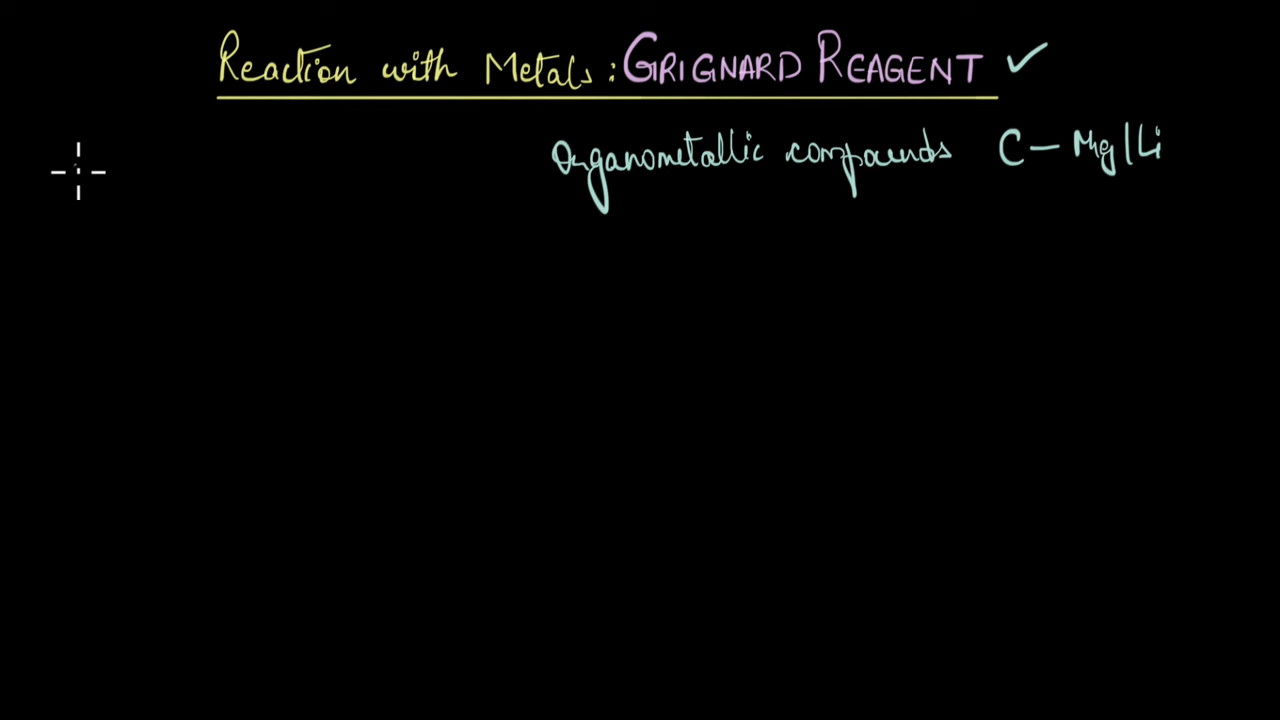 Reaction with Metals: GRIGNARD REAGENT ✓
Organometallic compounds C – Mg/Li